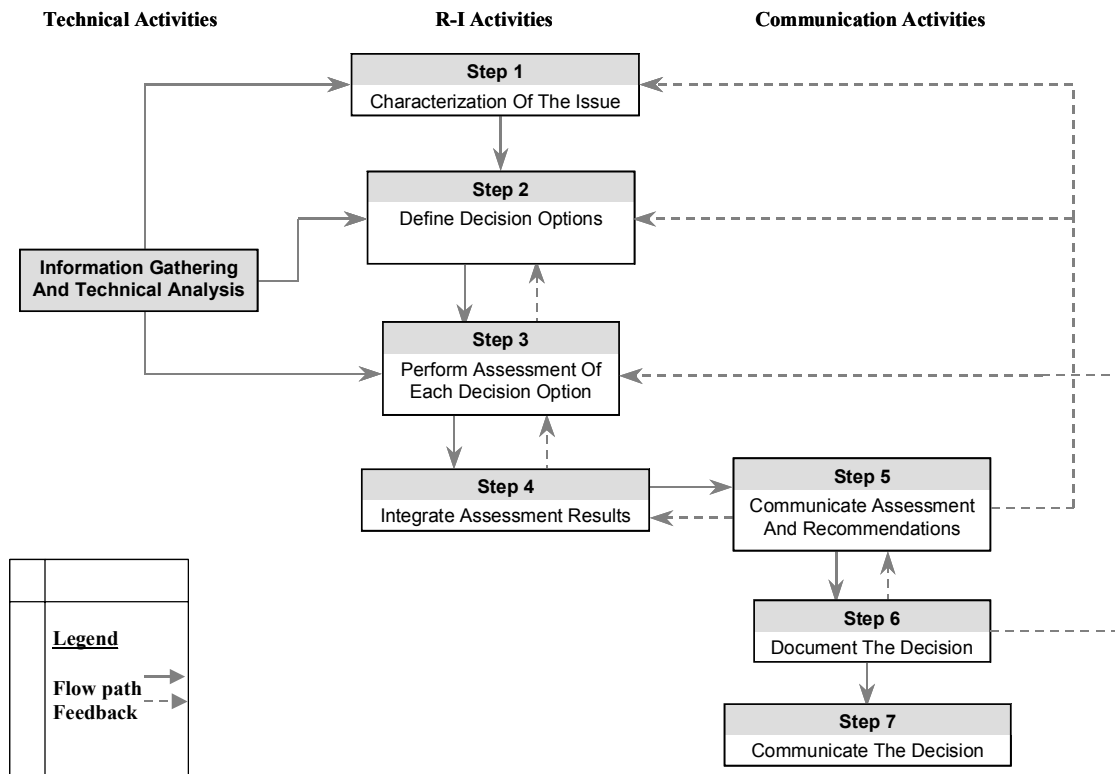 Technical Activities
R-I Activities
Communication Activities
Step 1
Characterization Of The Issue
Step 2
Define Decision Options
Information Gathering
And Technical Analysis
Step 3
Perform Assessment Of
Each Decision Option
Step 4
Integrate Assessment Results
Step 5
Communicate Assessment
And Recommendations
Step 6
Document The Decision
Step 7
Communicate The Decision
Legend
Flow path
Feedback